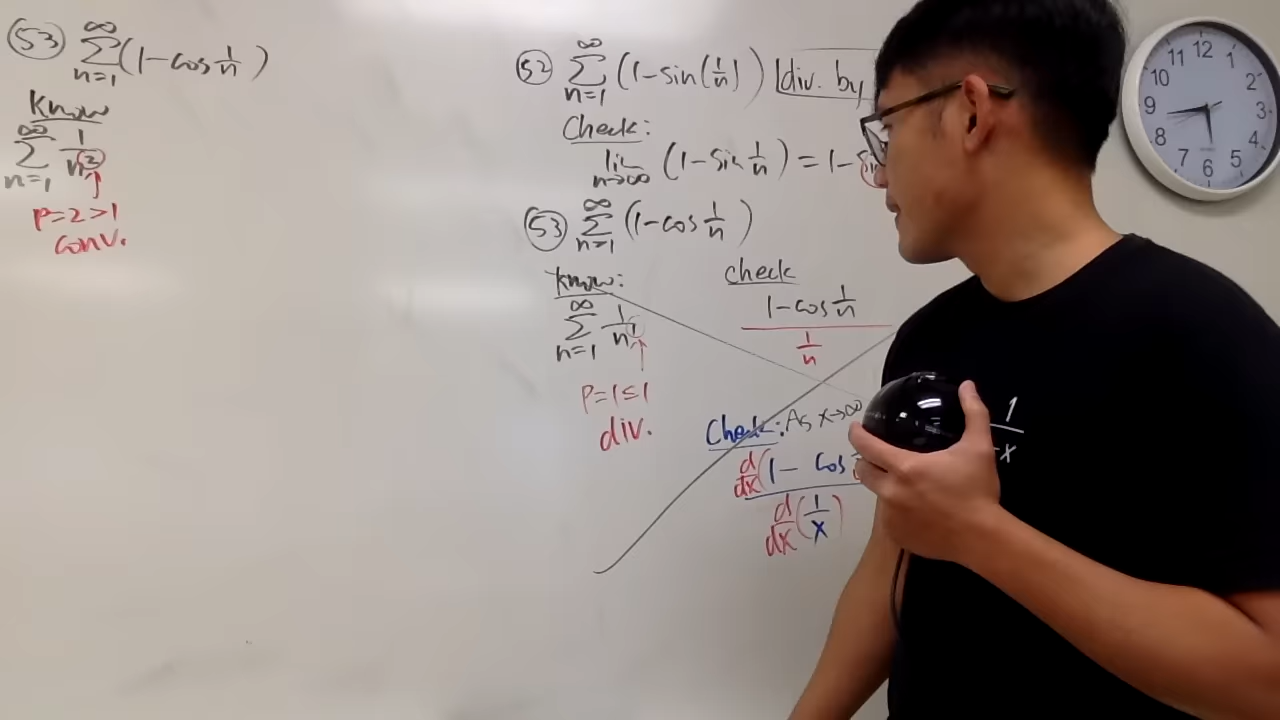 (53) ∞∑n=1 (1-cos 1/n)
Know
∞∑n=1 1/n²
P=2>1
conv.
(52) ∞∑n=1 (1-sin(1/n)) div. by
Check:
lim n→∞ (1-sin 1/n) = 1-sin
(53) ∞∑n=1 (1-cos 1/n)
Know:
∞∑n=1 1/n¹
P=1≤1
div.
check
1-cos 1/n
1/n
Check: As x→∞
d/dx (1- cos
d/dx (1/x)
12 1 2 3 4 5 6 7 8 9 10 11